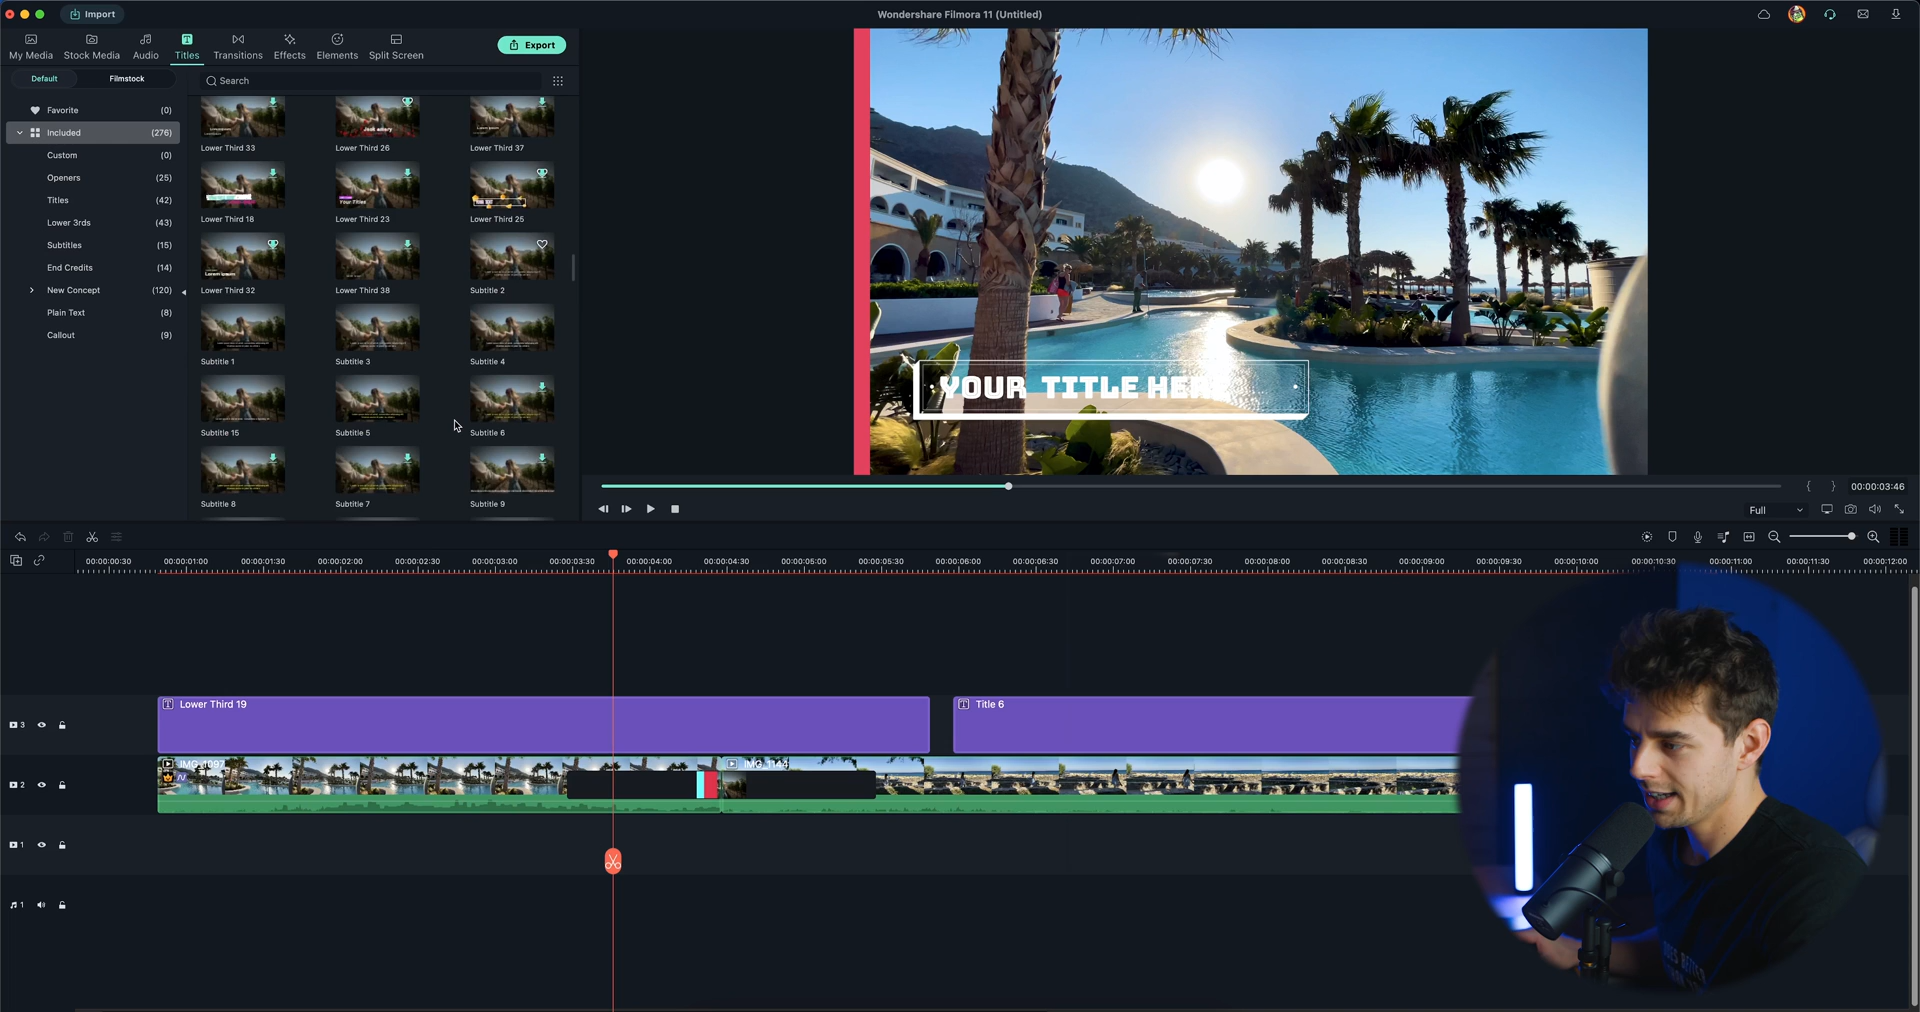 Import
Wondershare Filmora 11 (Untitled)
My Media
Stock Media
Audio
Titles
Transitions
Effects
Elements
Split Screen
Export
Default
Filmstock
Search
Favorite (0)
Included (276)
Custom (0)
Openers (25)
Titles (42)
Lower 3rds (43)
Subtitles (15)
End Credits (14)
New Concept (120)
Plain Text (8)
Callout (9)
Lower Third 33
Lower Third 26
Lower Third 37
Lower Third 18
Lower Third 23
Lower Third 25
Lorem ipsum
Lower Third 32
Lower Third 38
Subtitle 2
Subtitle 1
Subtitle 3
Subtitle 4
Subtitle 15
Subtitle 5
Subtitle 6
Subtitle 8
Subtitle 7
Subtitle 9
YOUR TITLE HERE
00:00:03:46
Full
00:00:00:30 00:00:01:00 00:00:01:30 00:00:02:00 00:00:02:30 00:00:03:00 00:00:03:30 00:00:04:00 00:00:04:30 00:00:05:00 00:00:05:30 00:00:06:00 00:00:06:30 00:00:07:00 00:00:07:30 00:00:08:00 00:00:08:30 00:00:09:00 00:00:09:30 00:00:10:00 00:00:10:30 00:00:11:00 00:00:11:30 00:00:12:00
3
Lower Third 19
Title 6
2
IMG_1097
IMG_1144
1
1